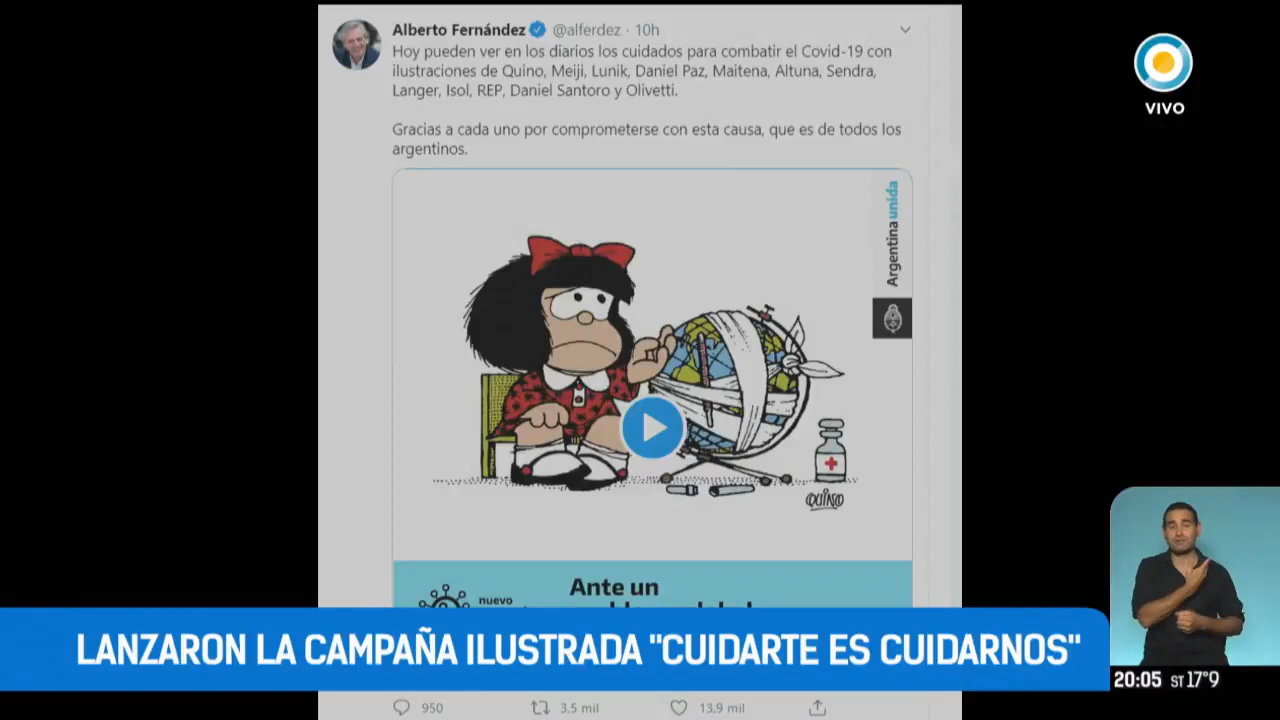 Alberto Fernández @alferdez · 10h
Hoy pueden ver en los diarios los cuidados para combatir el Covid-19 con
ilustraciones de Quino, Meiji, Lunik, Daniel Paz, Maitena, Altuna, Sendra,
Langer, Isol, REP, Daniel Santoro y Olivetti.
Gracias a cada uno por comprometerse con esta causa, que es de todos los
argentinos.
VIVO
Argentina unida
QUINO
nuevo
Ante un
LANZARON LA CAMPAÑA ILUSTRADA "CUIDARTE ES CUIDARNOS"
20:05 ST 17°9
950 3.5 mil 13,9 mil